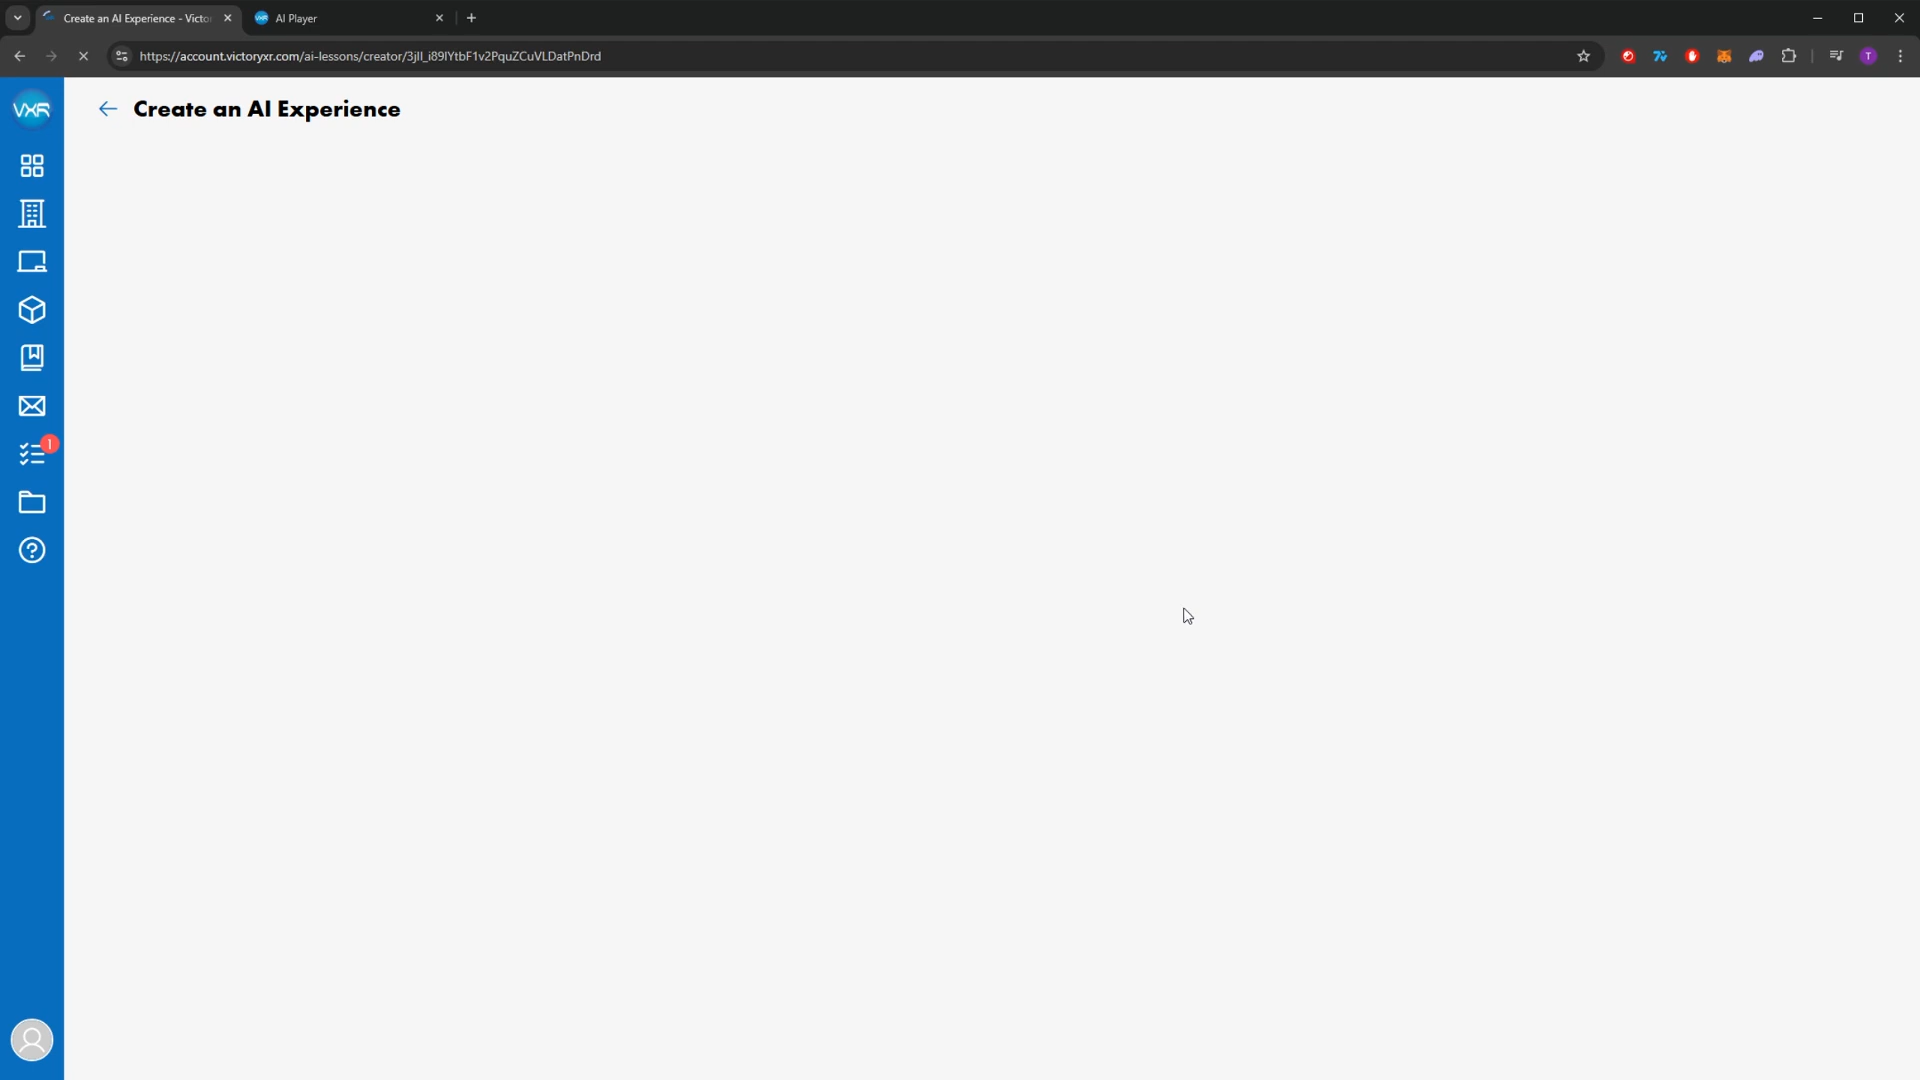 Create an AI Experience - Victo
AI Player
https://account.victoryxr.com/ai-lessons/creator/3jll_i89lYtbF1v2PquZCuVLDatPnDrd
T
VXR
Create an AI Experience
1